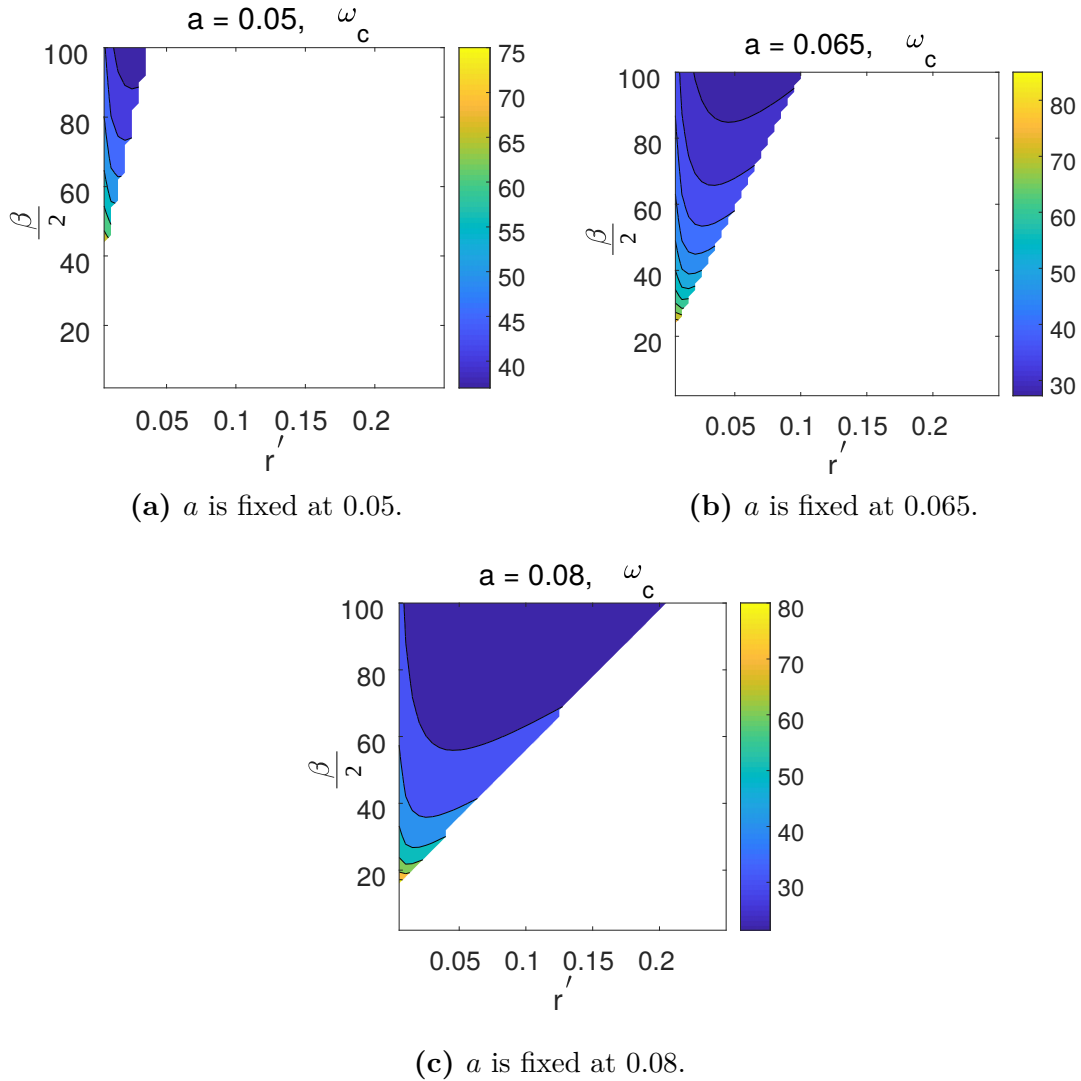 a = 0.05, ω_c
100
80
60
40
20
β/2
0.05 0.1 0.15 0.2
r′
75
70
65
60
55
50
45
40
(a) a is fixed at 0.05.
a = 0.065, ω_c
100
80
60
40
20
β/2
0.05 0.1 0.15 0.2
r′
80
70
60
50
40
30
(b) a is fixed at 0.065.
a = 0.08, ω_c
100
80
60
40
20
β/2
0.05 0.1 0.15 0.2
r′
80
70
60
50
40
30
(c) a is fixed at 0.08.